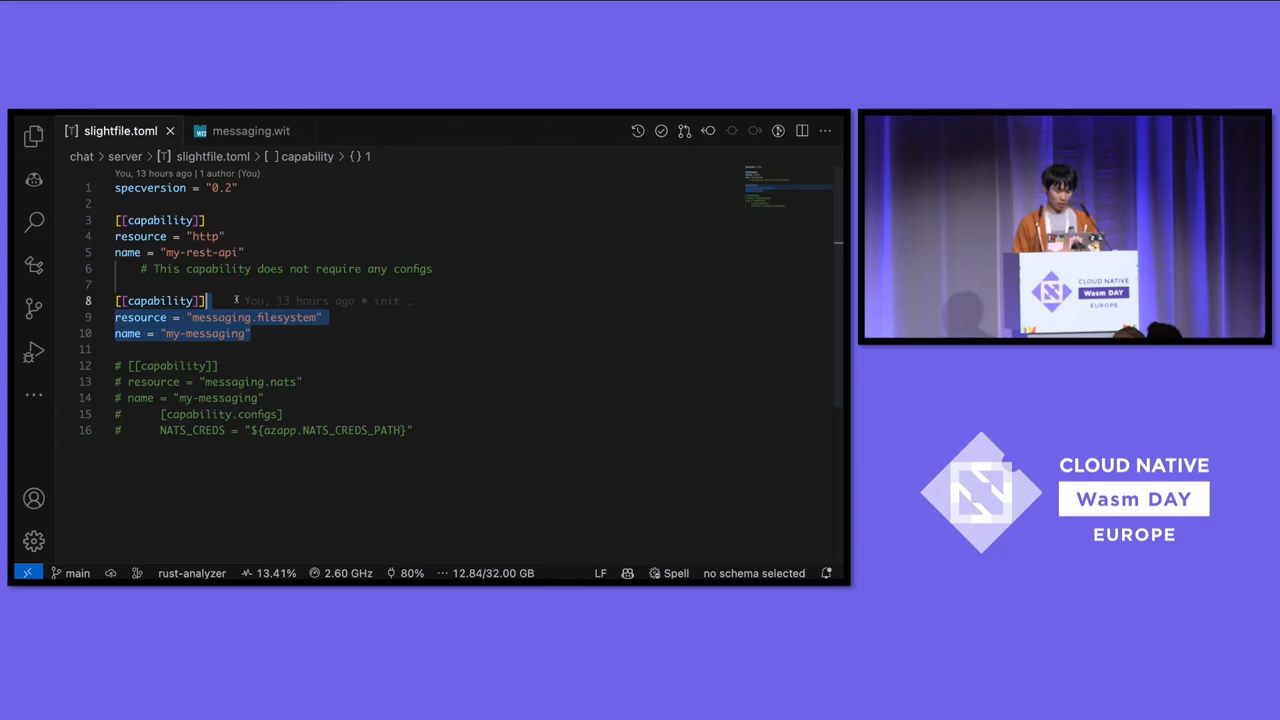 slightfile.toml
messaging.wit
chat > server > slightfile.toml > [ ] capability > {} 1
You, 13 hours ago | 1 author (You)
1 specversion = "0.2"
2
3 [[capability]]
4 resource = "http"
5 name = "my-rest-api"
6 # This capability does not require any configs
7
8 [[capability]] You, 13 hours ago • init …
9 resource = "messaging.filesystem"
10 name = "my-messaging"
11
12 # [[capability]]
13 # resource = "messaging.nats"
14 # name = "my-messaging"
15 # [capability.configs]
16 # NATS_CREDS = "${azapp.NATS_CREDS_PATH}"
main rust-analyzer 13.41% 2.60 GHz 80% ··· 12.84/32.00 GB LF Spell no schema selected
CLOUD NATIVE
Wasm DAY
EUROPE
CLOUD NATIVE
Wasm DAY
EUROPE